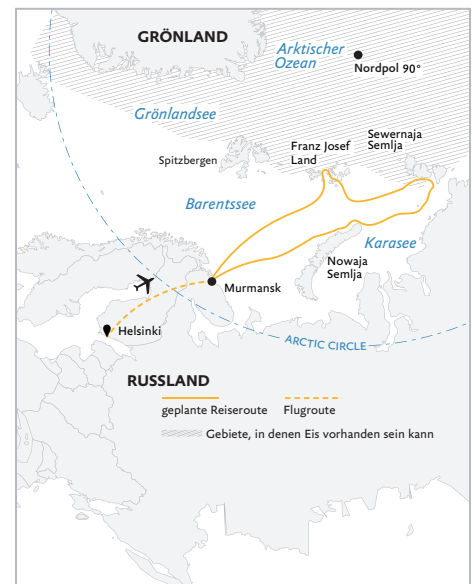 GRÖNLAND
Arktischer
Ozean
Nordpol 90°
Grönlandsee
Sewernaja
Semlja
Franz Josef
Land
Spitzbergen
Barentssee
Karasee
Nowaja
Semlja
Murmansk
Helsinki
ARCTIC CIRCLE
RUSSLAND
geplante Reiseroute
Flugroute
Gebiete, in denen Eis vorhanden sein kann